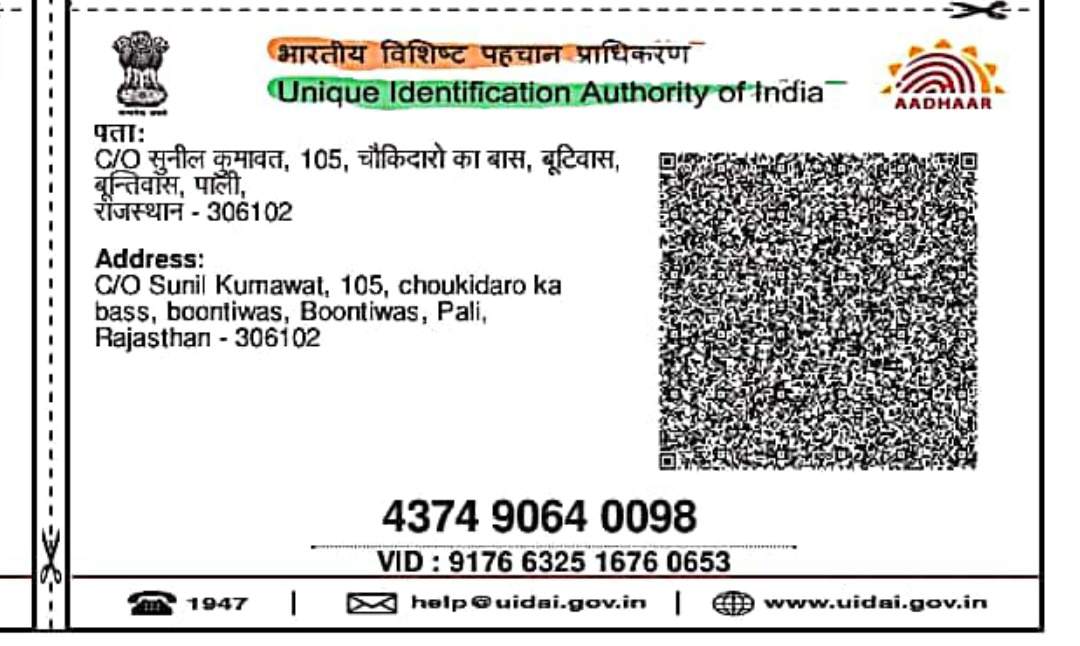 भारतीय विशिष्ट पहचान प्राधिकरण
Unique Identification Authority of India
AADHAAR
पता:
C/O सुनील कुमावत, 105, चौकिदारो का बास, बूटिवास,
बून्तिवास, पाली,
राजस्थान - 306102
Address:
C/O Sunil Kumawat, 105, choukidaro ka
bass, boontiwas, Boontiwas, Pali,
Rajasthan - 306102
4374 9064 0098
VID : 9176 6325 1676 0653
1947 | help@uidai.gov.in | www.uidai.gov.in